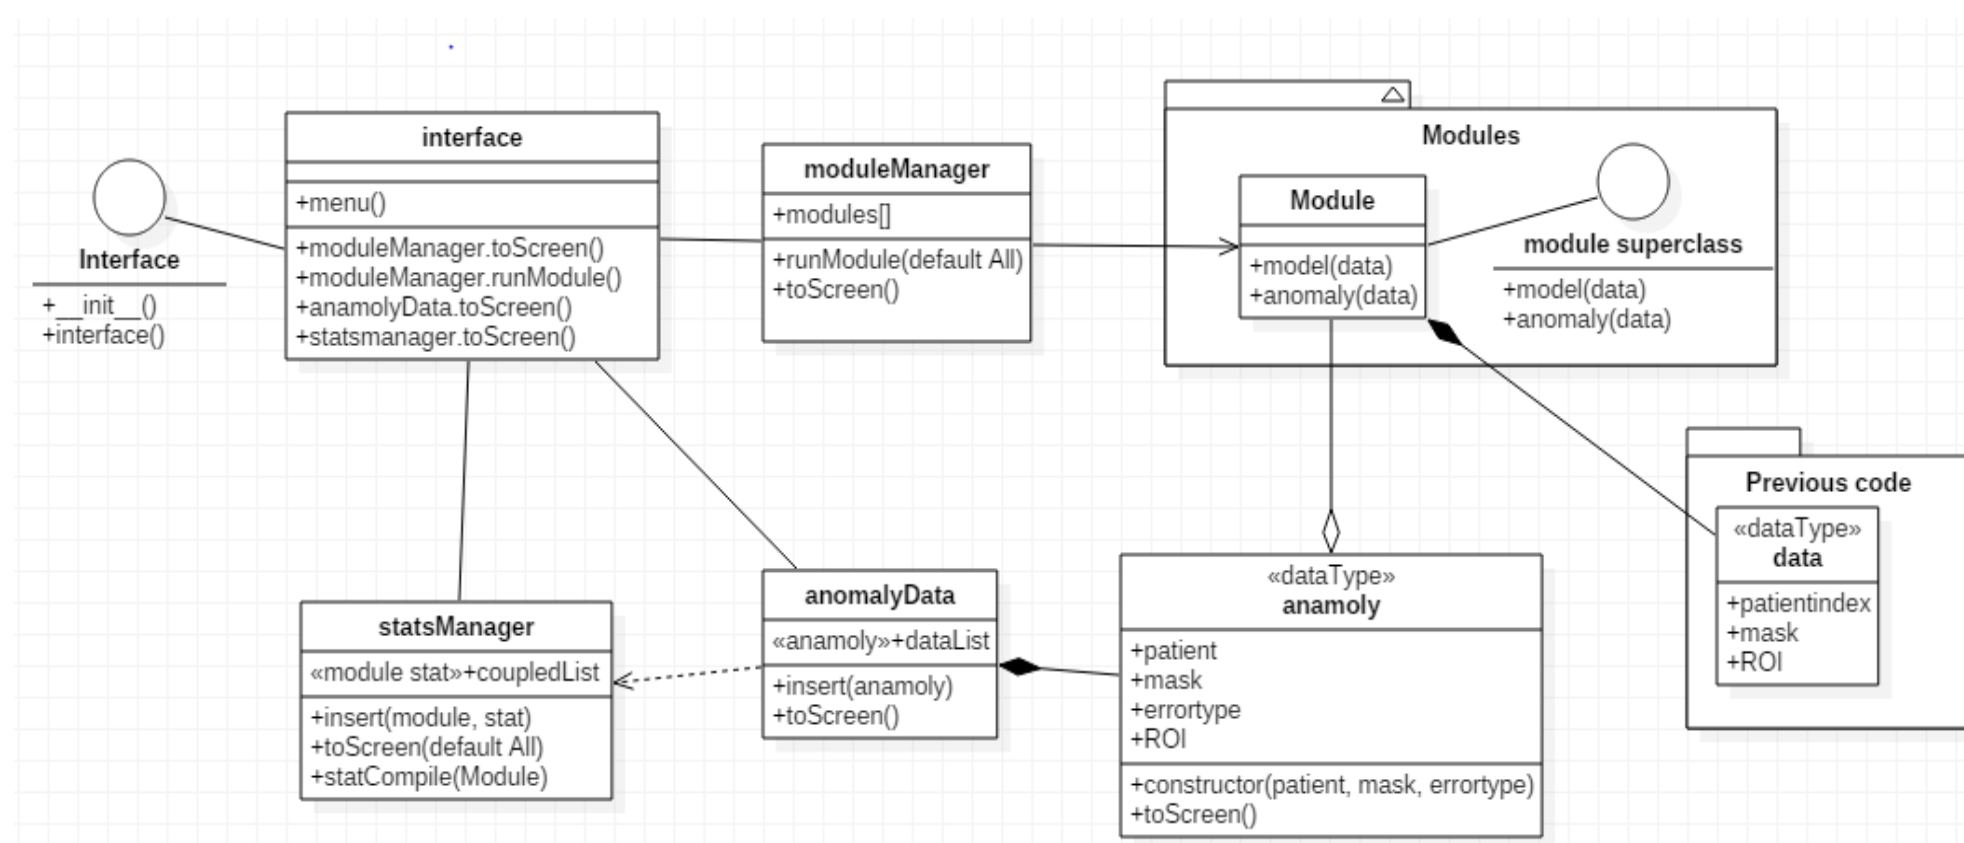 Interface
+__init__()
+interface()
interface
+menu()
+moduleManager.toScreen()
+moduleManager.runModule()
+anamolyData.toScreen()
+statsmanager.toScreen()
moduleManager
+modules[]
+runModule(default All)
+toScreen()
Modules
Module
+model(data)
+anomaly(data)
module superclass
+model(data)
+anomaly(data)
statsManager
«module stat»+coupledList
+insert(module, stat)
+toScreen(default All)
+statCompile(Module)
anomalyData
«anamoly»+dataList
+insert(anamoly)
+toScreen()
«dataType»
anamoly
+patient
+mask
+errortype
+ROI
+constructor(patient, mask, errortype)
+toScreen()
Previous code
«dataType»
data
+patientindex
+mask
+ROI